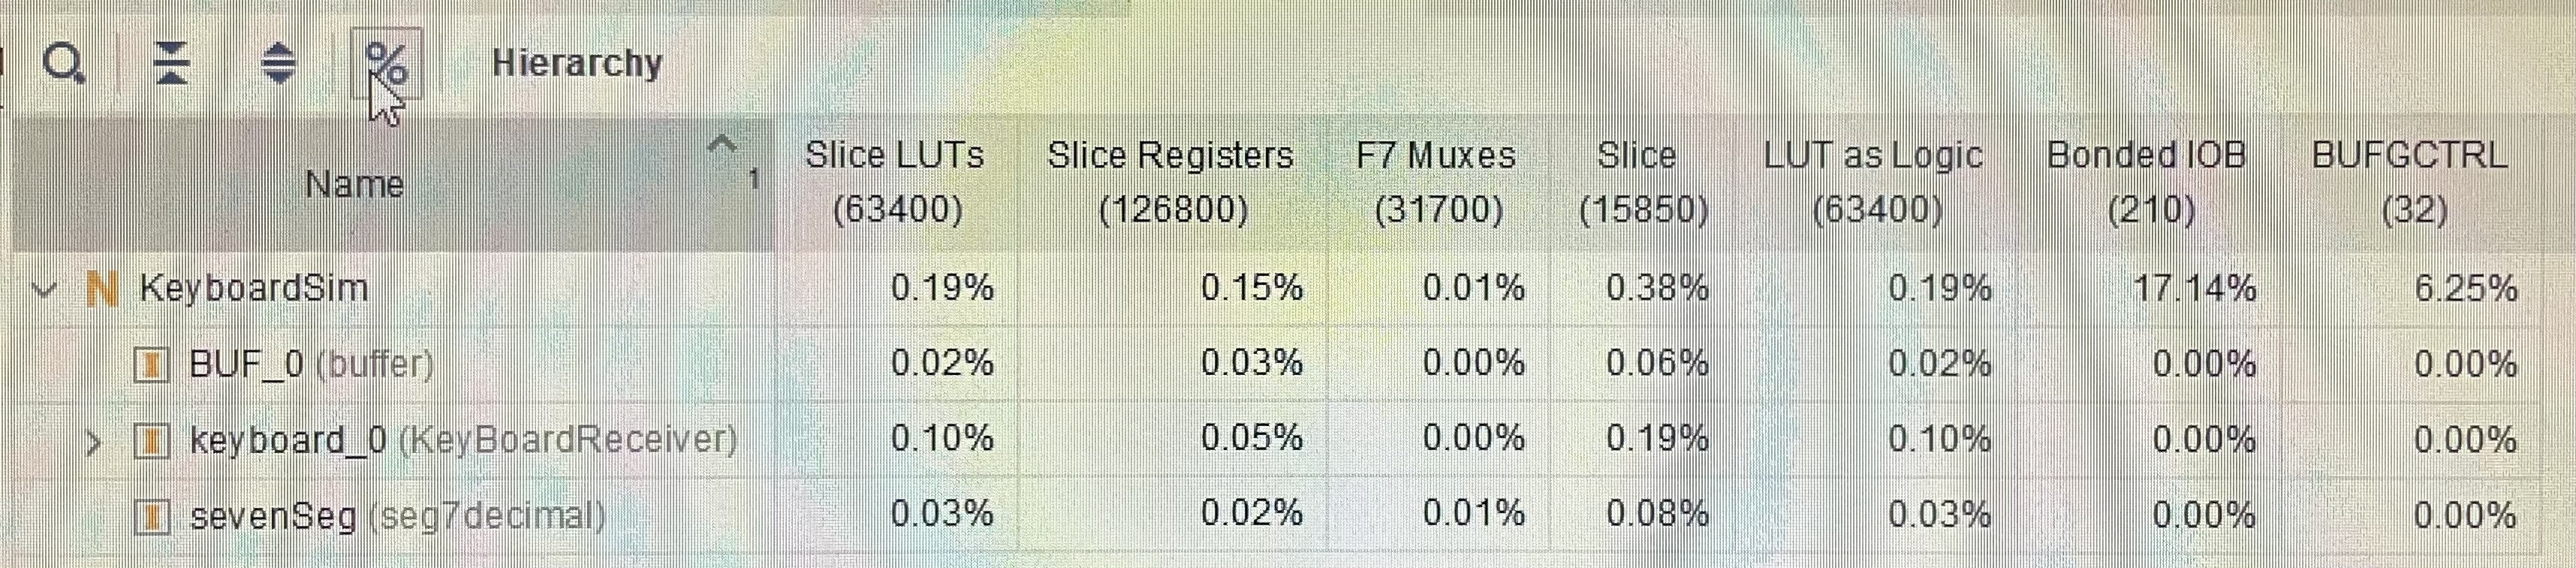 Hierarchy
Name 1 Slice LUTs (63400) Slice Registers (126800) F7 Muxes (31700) Slice (15850) LUT as Logic (63400) Bonded IOB (210) BUFGCTRL (32)
N KeyboardSim 0.19% 0.15% 0.01% 0.38% 0.19% 17.14% 6.25%
BUF_0 (buffer) 0.02% 0.03% 0.00% 0.06% 0.02% 0.00% 0.00%
keyboard_0 (KeyBoardReceiver) 0.10% 0.05% 0.00% 0.19% 0.10% 0.00% 0.00%
sevenSeg (seg7decimal) 0.03% 0.02% 0.01% 0.08% 0.03% 0.00% 0.00%